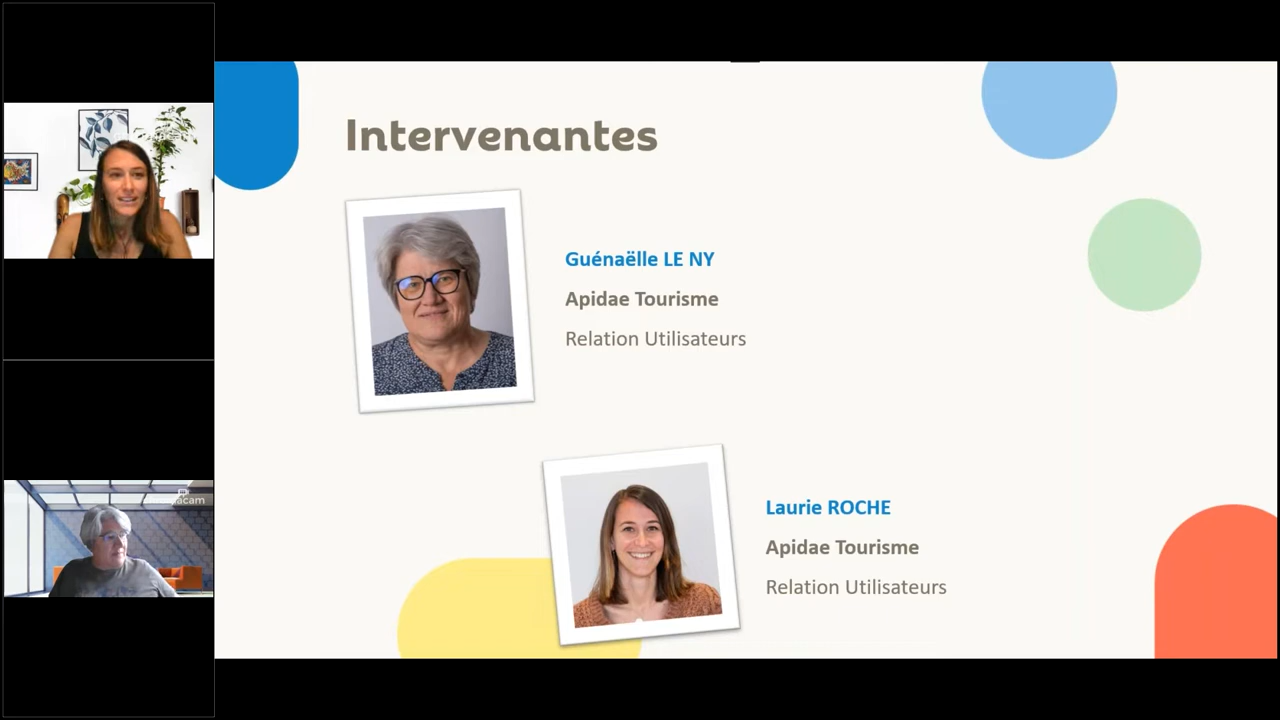 Intervenantes
Guénaëlle LE NY
Apidae Tourisme
Relation Utilisateurs
Laurie ROCHE
Apidae Tourisme
Relation Utilisateurs